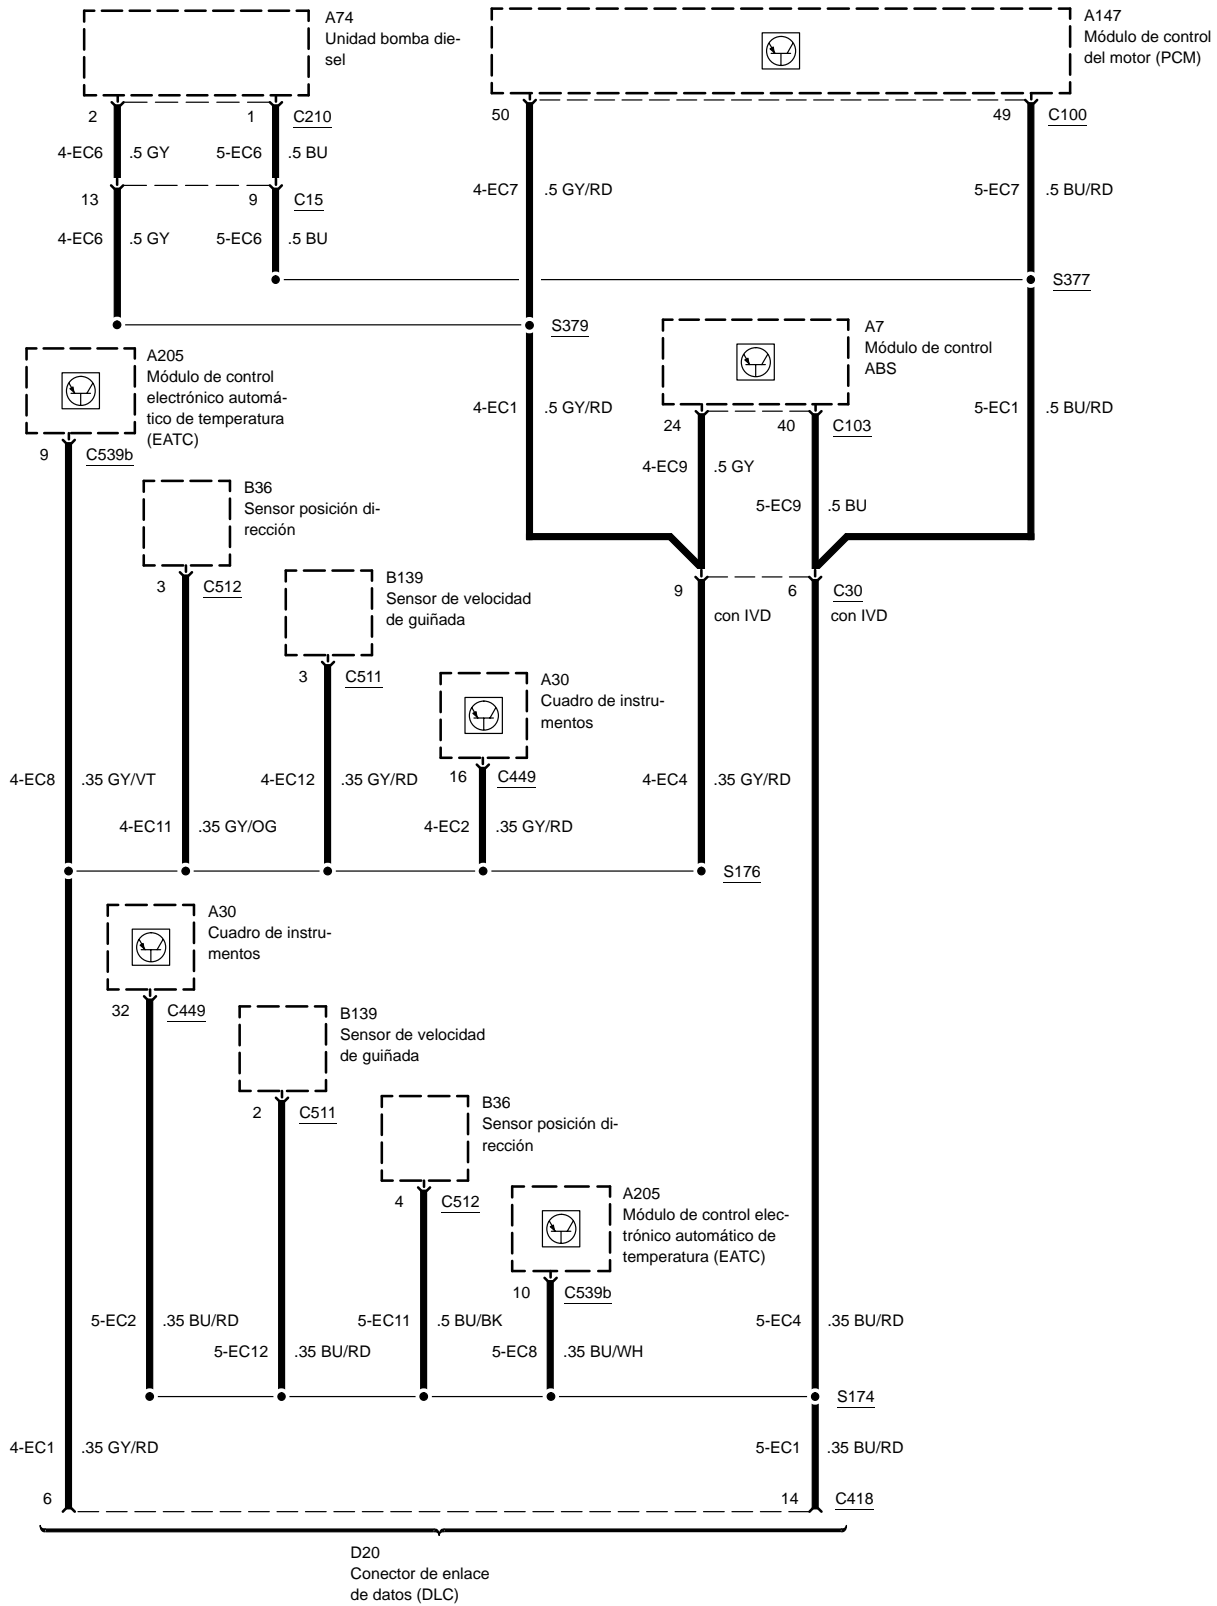 A74
Unidad bomba die-
sel
A147
Módulo de control
del motor (PCM)
2
1
C210
50
49
C100
4-EC6
.5 GY
5-EC6
.5 BU
4-EC7
.5 GY/RD
5-EC7
.5 BU/RD
13
9
C15
4-EC6
.5 GY
5-EC6
.5 BU
S377
S379
A7
Módulo de control
ABS
A205
Módulo de control
electrónico automá-
tico de temperatura
(EATC)
4-EC1
.5 GY/RD
5-EC1
.5 BU/RD
24
40
C103
9
C539b
4-EC9
.5 GY
B36
Sensor posición di-
rección
5-EC9
.5 BU
3
C512
B139
Sensor de velocidad
de guiñada
9
con IVD
6
C30
con IVD
3
C511
A30
Cuadro de instru-
mentos
4-EC8
.35 GY/VT
4-EC12
.35 GY/RD
16
C449
4-EC4
.35 GY/RD
4-EC11
.35 GY/OG
4-EC2
.35 GY/RD
S176
A30
Cuadro de instru-
mentos
32
C449
B139
Sensor de velocidad
de guiñada
2
C511
B36
Sensor posición di-
rección
4
C512
A205
Módulo de control elec-
trónico automático de
temperatura (EATC)
10
C539b
5-EC2
.35 BU/RD
5-EC11
.5 BU/BK
5-EC4
.35 BU/RD
5-EC12
.35 BU/RD
5-EC8
.35 BU/WH
S174
4-EC1
.35 GY/RD
5-EC1
.35 BU/RD
6
14
C418
D20
Conector de enlace
de datos (DLC)